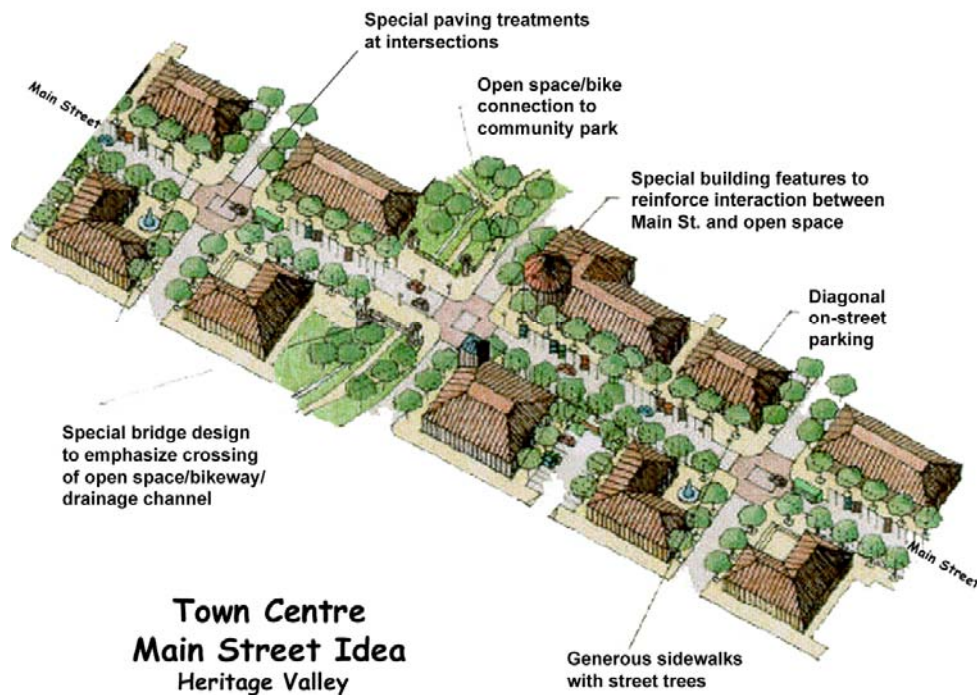 Special paving treatments
at intersections
Main Street
Open space/bike
connection to
community park
Special building features to
reinforce interaction between
Main St. and open space
Diagonal
on-street
parking
Special bridge design
to emphasize crossing
of open space/bikeway/
drainage channel
Main Street
Town Centre
Main Street Idea
Heritage Valley
Generous sidewalks
with street trees